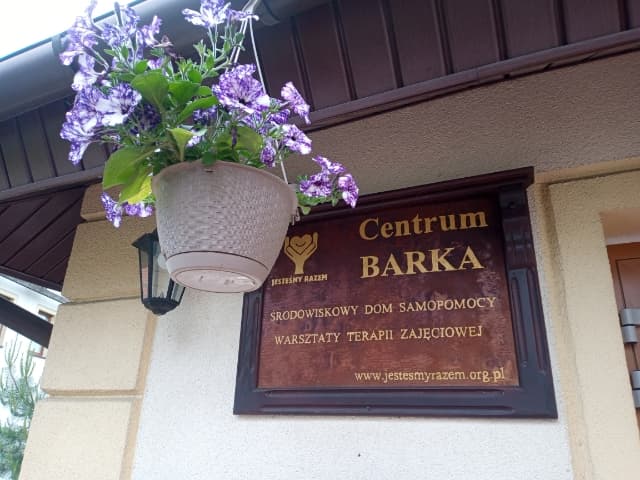 Centrum
BARKA
JESTEŚMY RAZEM
ŚRODOWISKOWY DOM SAMOPOMOCY
WARSZTATY TERAPII ZAJĘCIOWEJ
www.jestesmyrazem.org.pl